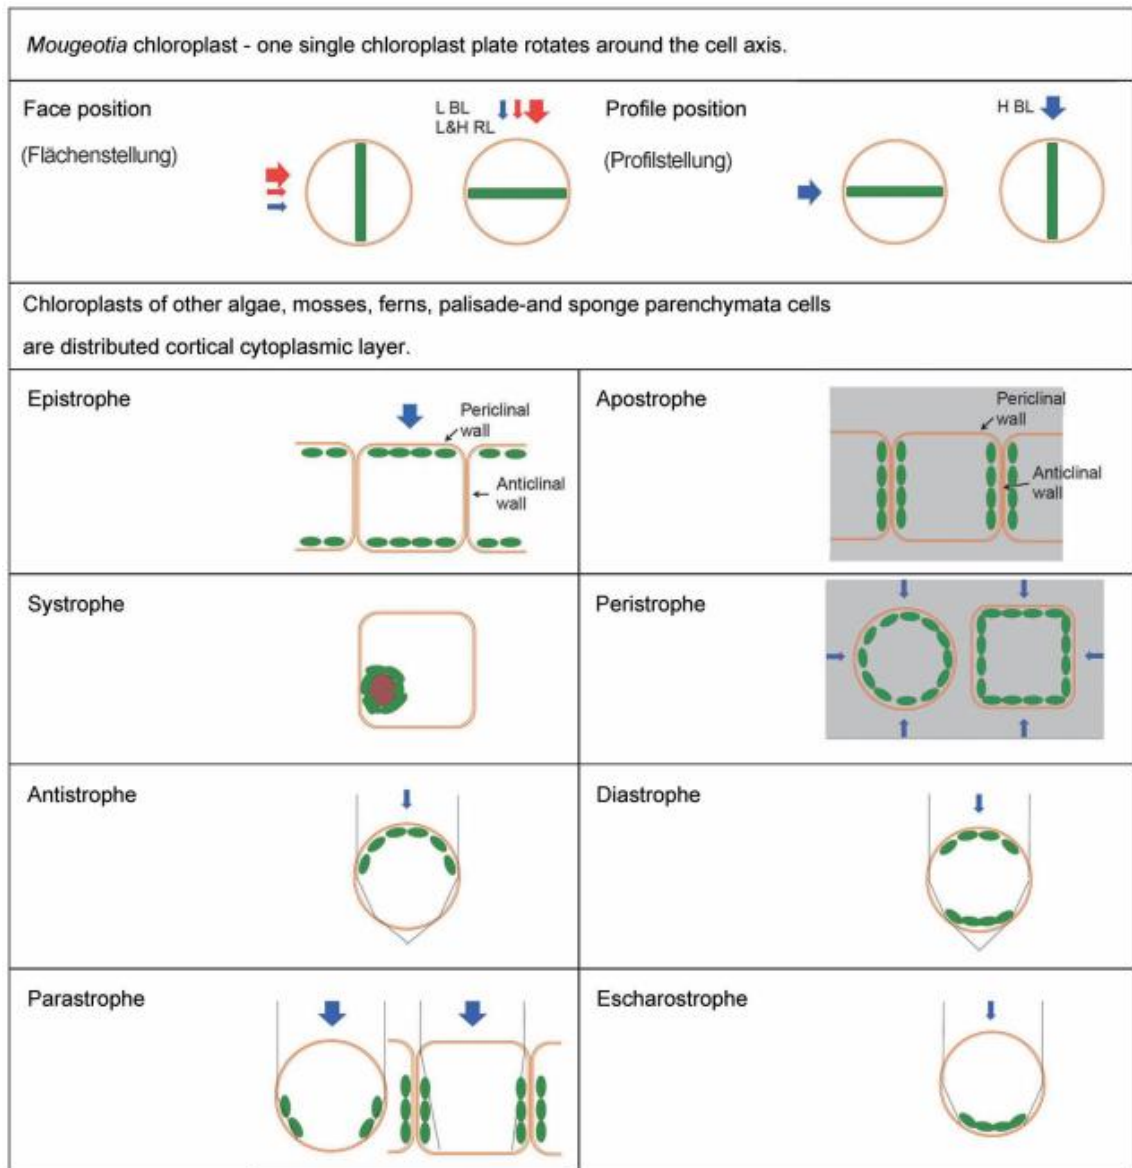 Mougeotia chloroplast - one single chloroplast plate rotates around the cell axis.
Face position
(Flächenstellung)
L BL
L&H RL
Profile position
(Profilstellung)
H BL
Chloroplasts of other algae, mosses, ferns, palisade-and sponge parenchymata cells
are distributed cortical cytoplasmic layer.
Epistrophe
Periclinal
wall
Anticlinal
wall
Apostrophe
Periclinal
wall
Anticlinal
wall
Systrophe
Peristrophe
Antistrophe
Diastrophe
Parastrophe
Escharostrophe